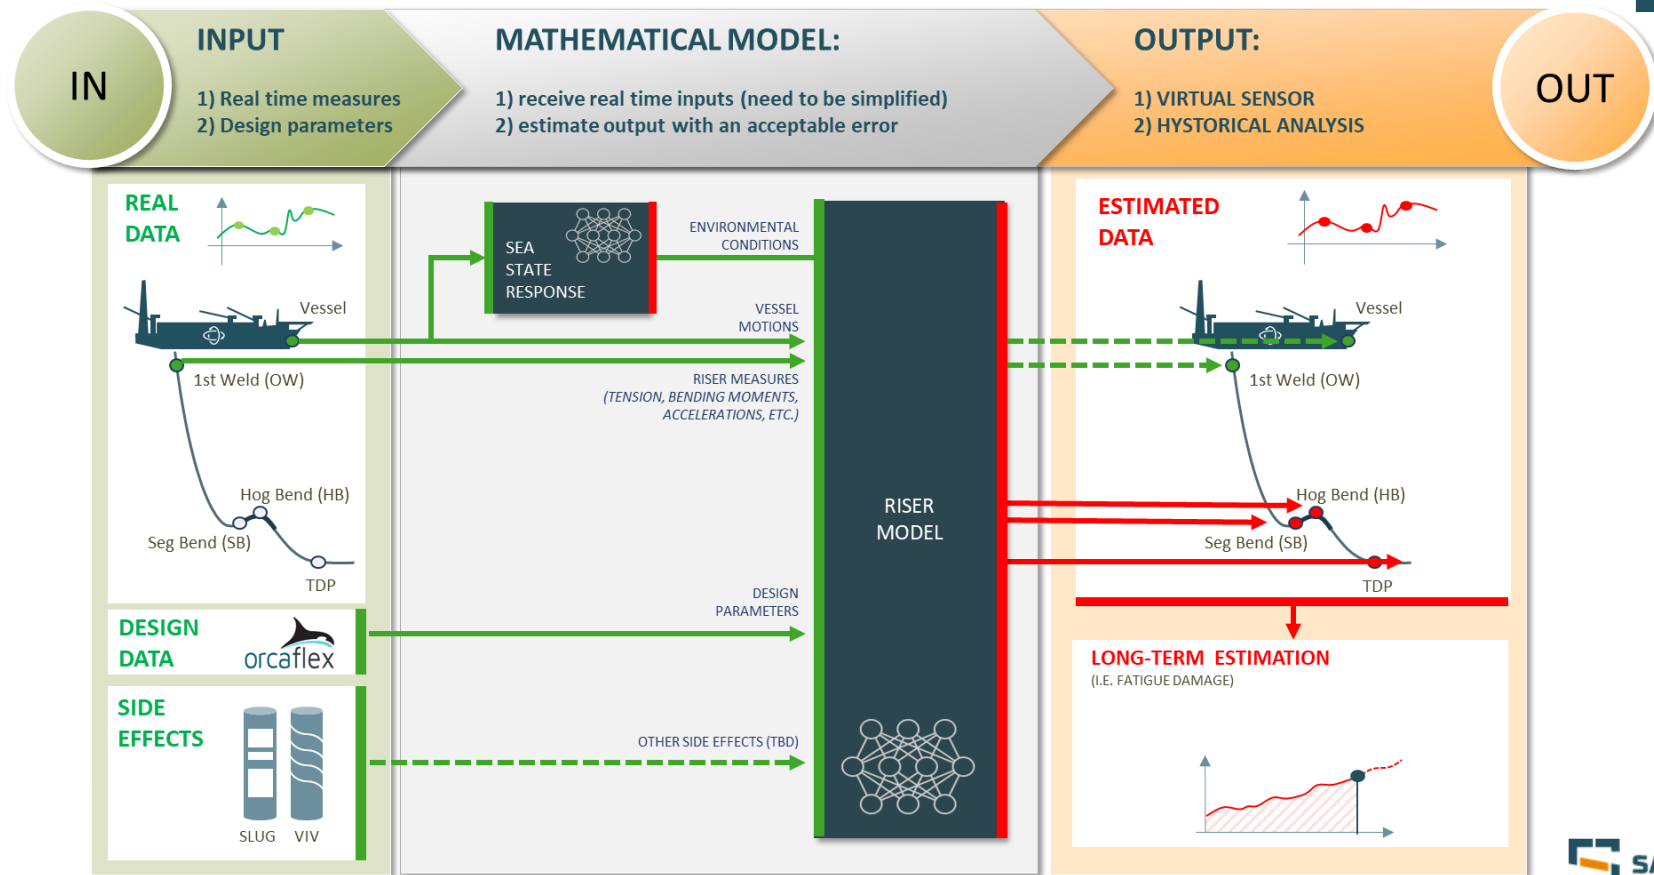 IN
INPUT
1) Real time measures
2) Design parameters
MATHEMATICAL MODEL:
1) receive real time inputs (need to be simplified)
2) estimate output with an acceptable error
OUTPUT:
1) VIRTUAL SENSOR
2) HYSTORICAL ANALYSIS
OUT
REAL
DATA
Vessel
1st Weld (OW)
Hog Bend (HB)
Seg Bend (SB)
TDP
DESIGN
DATA
orcaflex
SIDE
EFFECTS
SLUG
VIV
SEA
STATE
RESPONSE
ENVIRONMENTAL
CONDITIONS
VESSEL
MOTIONS
RISER MEASURES
(TENSION, BENDING MOMENTS,
ACCELERATIONS, ETC.)
DESIGN
PARAMETERS
OTHER SIDE EFFECTS (TBD)
RISER
MODEL
ESTIMATED
DATA
Vessel
1st Weld (OW)
Hog Bend (HB)
Seg Bend (SB)
TDP
LONG-TERM ESTIMATION
(I.E. FATIGUE DAMAGE)